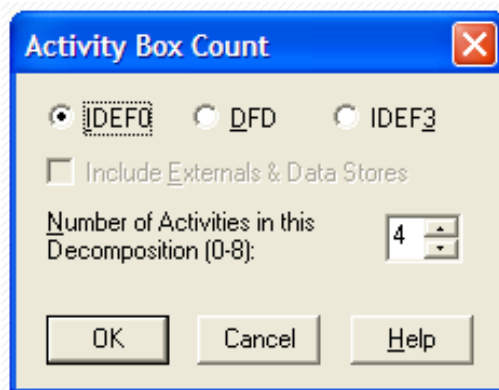 Activity Box Count
IDEF0 DFD IDEF3
Include Externals & Data Stores
Number of Activities in this
Decomposition (0-8):
4
OK Cancel Help